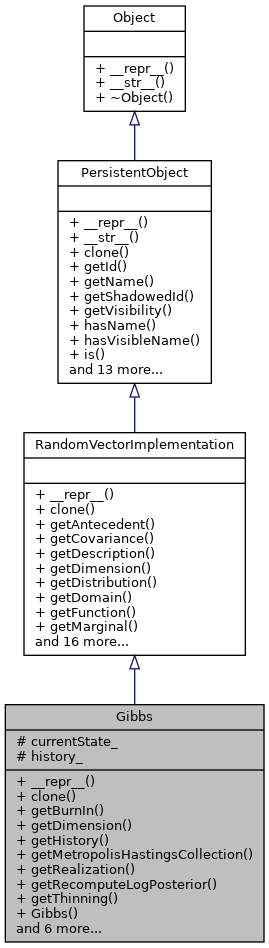 Object
+ __repr__()
+ __str__()
+ ~Object()
PersistentObject
+ __repr__()
+ __str__()
+ clone()
+ getId()
+ getName()
+ getShadowedId()
+ getVisibility()
+ hasName()
+ hasVisibleName()
+ is()
and 13 more...
RandomVectorImplementation
+ __repr__()
+ clone()
+ getAntecedent()
+ getCovariance()
+ getDescription()
+ getDimension()
+ getDistribution()
+ getDomain()
+ getFunction()
+ getMarginal()
and 16 more...
Gibbs
# currentState_
# history_
+ __repr__()
+ clone()
+ getBurnIn()
+ getDimension()
+ getHistory()
+ getMetropolisHastingsCollection()
+ getRealization()
+ getRecomputeLogPosterior()
+ getThinning()
+ Gibbs()
and 6 more...